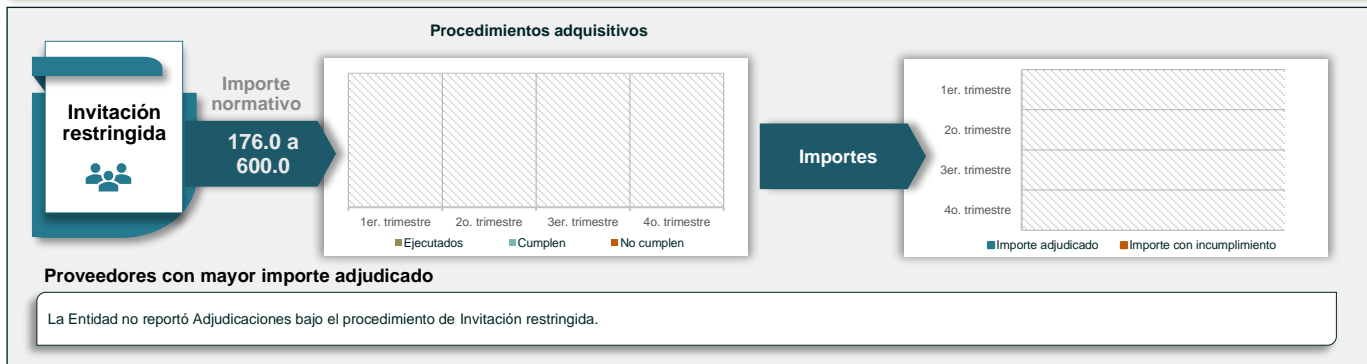 Procedimientos adquisitivos
Invitación
restringida
Importe
normativo
176.0 a
600.0
1er. trimestre
2o. trimestre
3er. trimestre
4o. trimestre
Ejecutados
Cumplen
No cumplen
Importes
1er. trimestre
2o. trimestre
3er. trimestre
4o. trimestre
Importe adjudicado
Importe con incumplimiento
Proveedores con mayor importe adjudicado
La Entidad no reportó Adjudicaciones bajo el procedimiento de Invitación restringida.